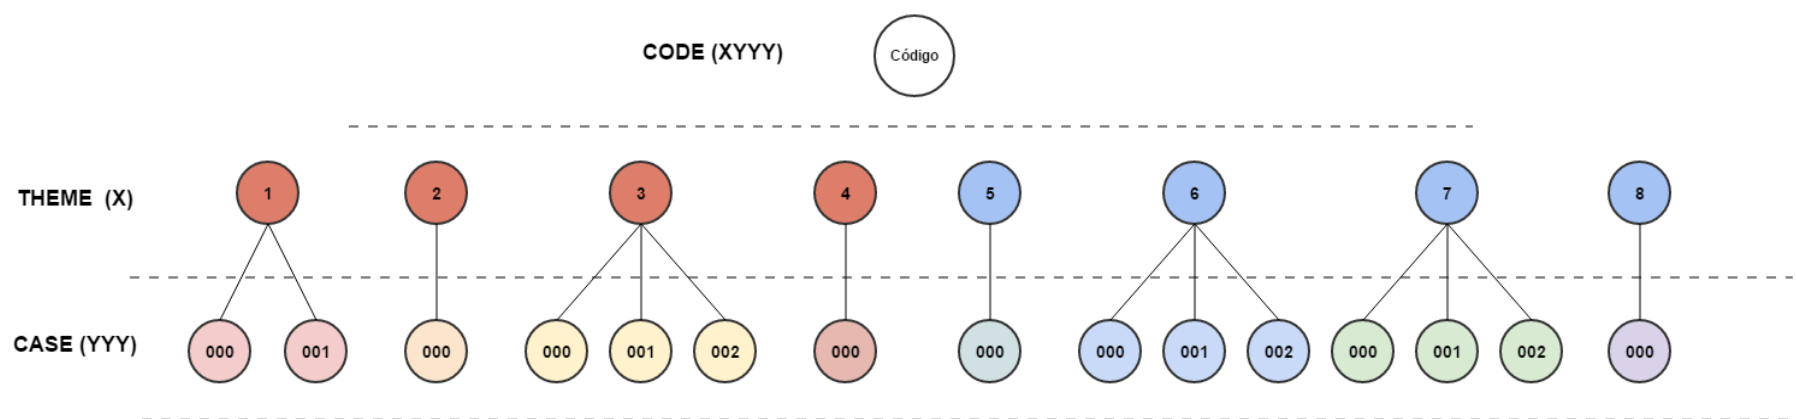 CODE (XYYY)
Código
THEME (X)
1 2 3 4 5 6 7 8
CASE (YYY)
000 001 000 000 001 002 000 000 000 001 002 000 001 002 000